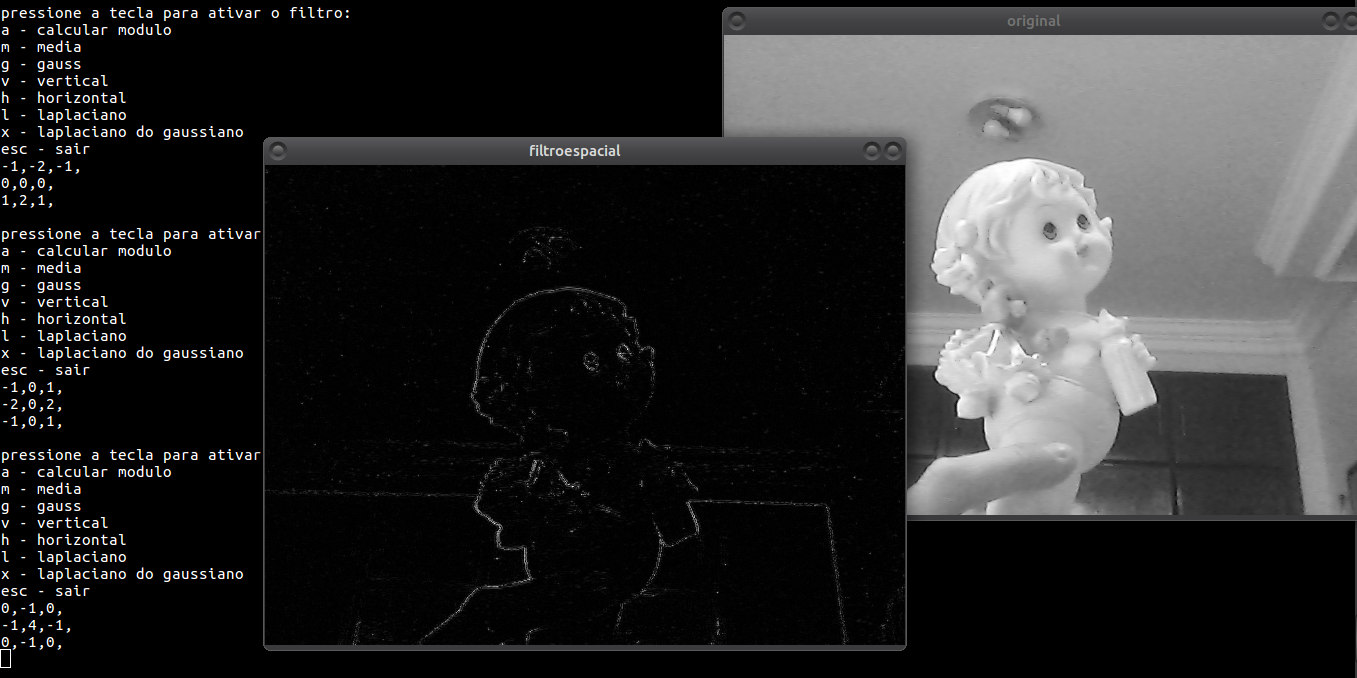 pressione a tecla para ativar o filtro:
a - calcular modulo
m - media
g - gauss
v - vertical
h - horizontal
l - laplaciano
x - laplaciano do gaussiano
esc - sair
-1,-2,-1,
0,0,0,
1,2,1,
pressione a tecla para ativar
a - calcular modulo
m - media
g - gauss
v - vertical
h - horizontal
l - laplaciano
x - laplaciano do gaussiano
esc - sair
-1,0,1,
-2,0,2,
-1,0,1,
pressione a tecla para ativar
a - calcular modulo
m - media
g - gauss
v - vertical
h - horizontal
l - laplaciano
x - laplaciano do gaussiano
esc - sair
0,-1,0,
-1,4,-1,
0,-1,0,
filtroespacial
original